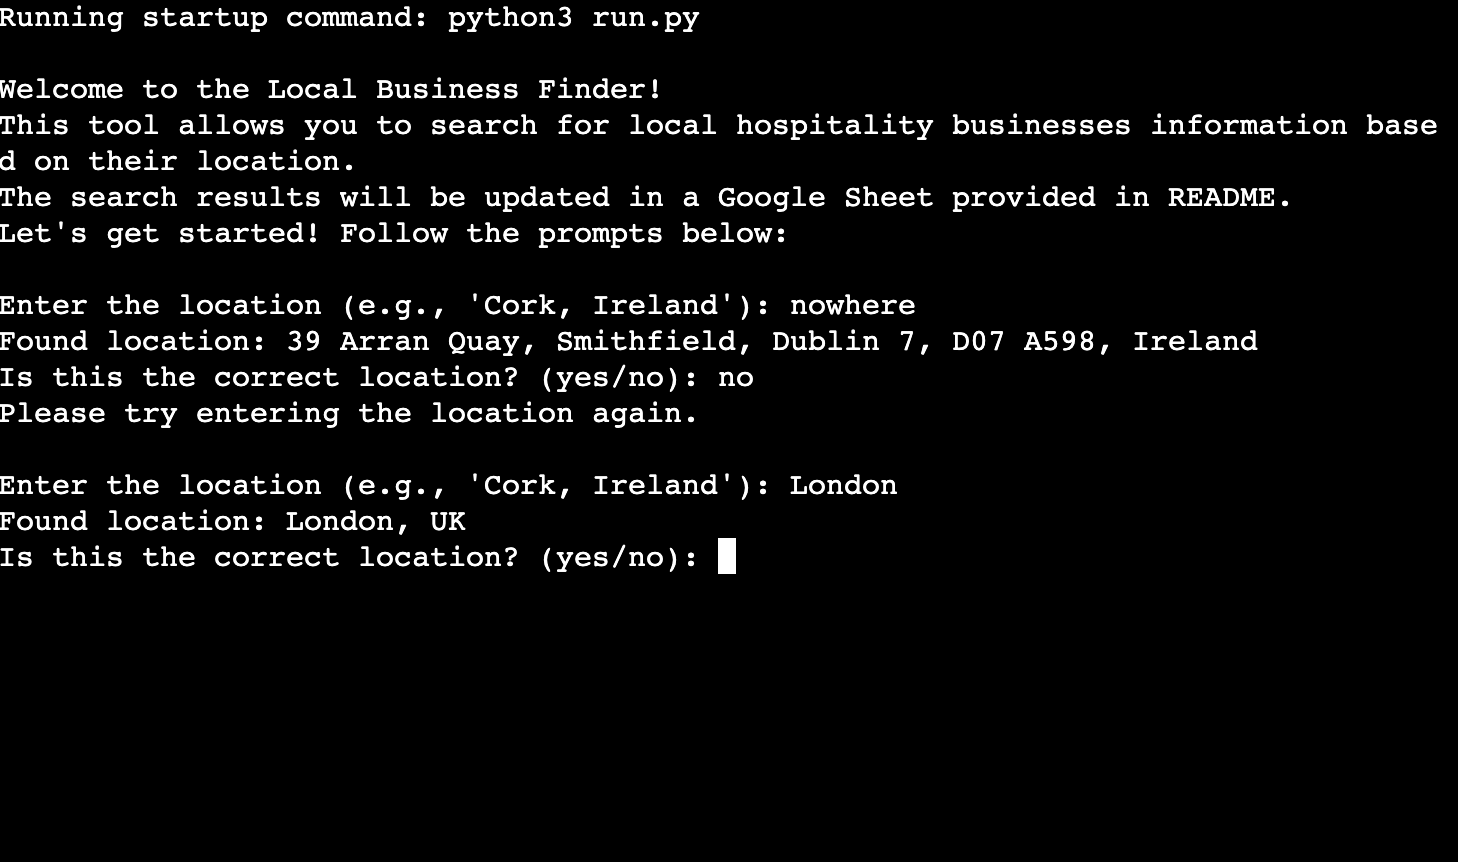 Running startup command: python3 run.py
Welcome to the Local Business Finder!
This tool allows you to search for local hospitality businesses information base
d on their location.
The search results will be updated in a Google Sheet provided in README.
Let's get started! Follow the prompts below:
Enter the location (e.g., 'Cork, Ireland'): nowhere
Found location: 39 Arran Quay, Smithfield, Dublin 7, D07 A598, Ireland
Is this the correct location? (yes/no): no
Please try entering the location again.
Enter the location (e.g., 'Cork, Ireland'): London
Found location: London, UK
Is this the correct location? (yes/no):